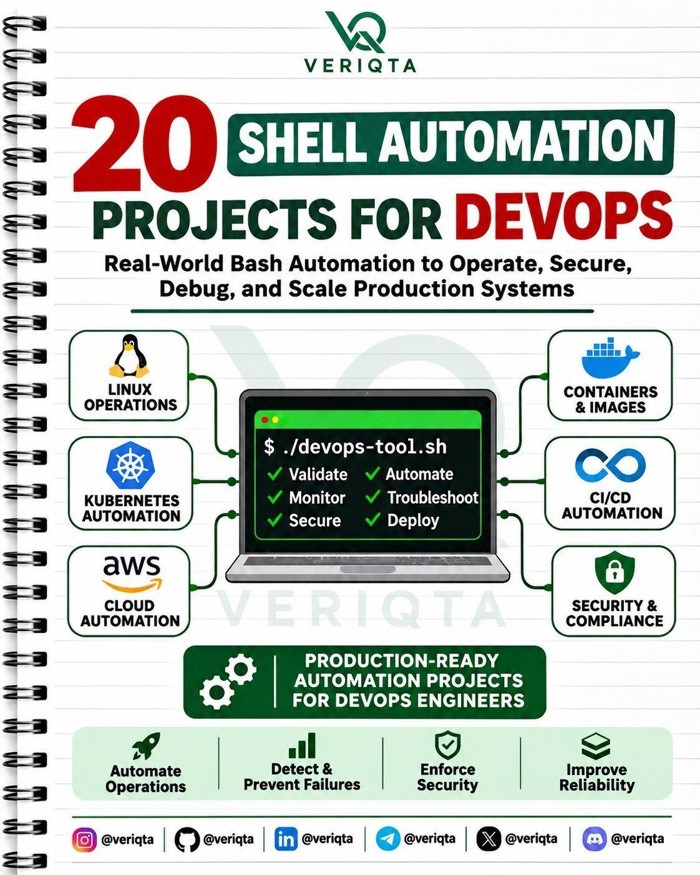 VERIQTA
20 SHELL AUTOMATION
PROJECTS FOR DEVOPS
Real-World Bash Automation to Operate, Secure,
Debug, and Scale Production Systems
LINUX
OPERATIONS
KUBERNETES
AUTOMATION
aws
CLOUD
AUTOMATION
$ ./devops-tool.sh
Validate
Automate
Monitor
Troubleshoot
Secure
Deploy
CONTAINERS
& IMAGES
CI/CD
AUTOMATION
SECURITY &
COMPLIANCE
VERIQTA
PRODUCTION-READY
AUTOMATION PROJECTS
FOR DEVOPS ENGINEERS
Automate
Operations
Detect &
Prevent Failures
Enforce
Security
Improve
Reliability
@veriqta
@veriqta
in @veriqta
@veriqta
@veriqta
@veriqta